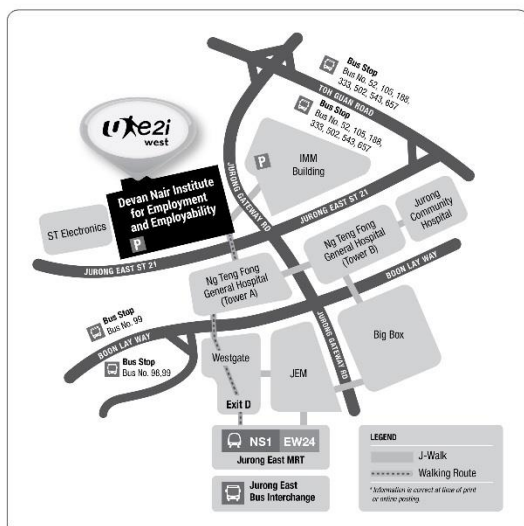 Bus Stop
Bus No. 52, 105, 188,
333, 502, 543, 657
TOH GUAN ROAD
Bus Stop
Bus No. 52, 105, 188,
333, 502, 543, 657
U e2i
west
Devan Nair Institute
for Employment
and Employability
P
P
IMM
Building
JURONG GATEWAY RD
ST Electronics
JURONG EAST ST 21
JURONG EAST ST 21
Jurong
Community
Hospital
Ng Teng Fong
General Hospital
(Tower B)
Ng Teng Fong
General Hospital
(Tower A)
BOON LAY WAY
Bus Stop
Bus No. 99
BOON LAY WAY
Bus Stop
Bus No. 98,99
Westgate
JEM
Big Box
JURONG GATEWAY RD
Exit D
NS1 EW24
Jurong East MRT
Jurong East
Bus Interchange
LEGEND
J-Walk
Walking Route
* Information is correct at time of print
or online posting.